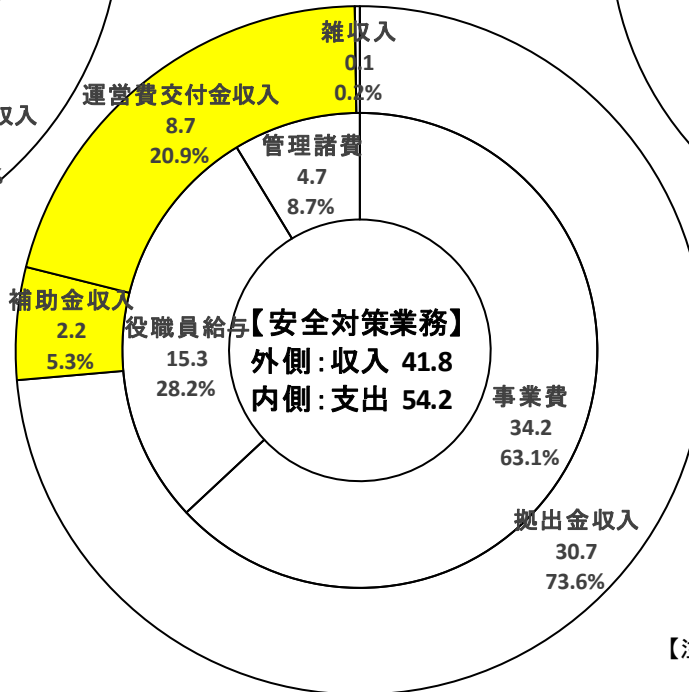 雑収入
0.1
0.2%
運営費交付金収入
8.7
20.9%
収入
管理諸費
4.7
8.7%
補助金収入
2.2
5.3%
役職員給与
15.3
28.2%
【安全対策業務】
外側:収入 41.8
内側:支出 54.2
事業費
34.2
63.1%
拠出金収入
30.7
73.6%